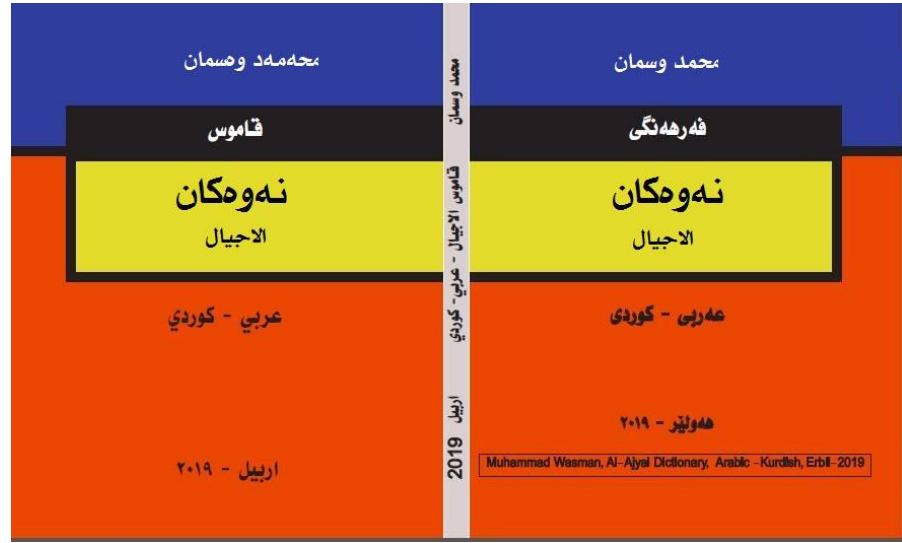 محمد وسمان
فەرهەنگی
نەوەکان
الاجيال
عەرپی - کوردی
هەولێر - ٢٠١٩
Muhammad Wasman, Al-Ajyal Dictionary, Arabic -Kurdish, Erbil-2019
محمد وسمان قاموس الاجيال - عربي- كوردي اربيل 2019
محەمەد وەسمان
قاموس
نەوەکان
الاجيال
عربي - كوردي
اربيل - ٢٠١٩